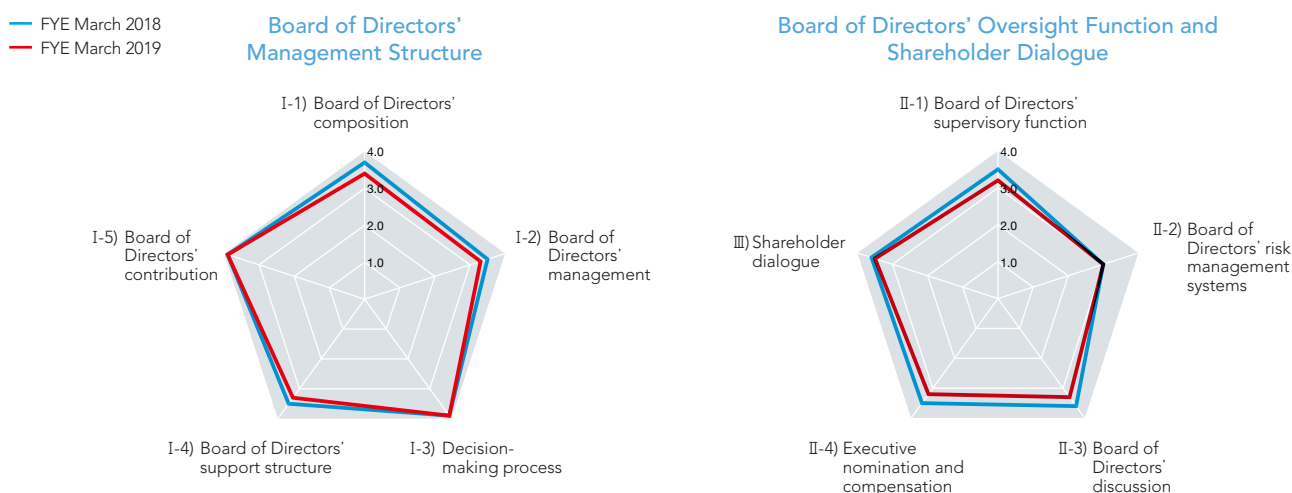 FYE March 2018
FYE March 2019
Board of Directors'
Management Structure
I-1) Board of Directors'
composition
4.0
3.0
2.0
1.0
I-2) Board of
Directors'
management
I-3) Decision-
making process
I-4) Board of Directors'
support structure
I-5) Board of
Directors'
contribution
Board of Directors' Oversight Function and
Shareholder Dialogue
II-1) Board of Directors'
supervisory function
4.0
3.0
2.0
1.0
II-2) Board of
Directors' risk
management
systems
II-3) Board of
Directors'
discussion
II-4) Executive
nomination and
compensation
III) Shareholder
dialogue